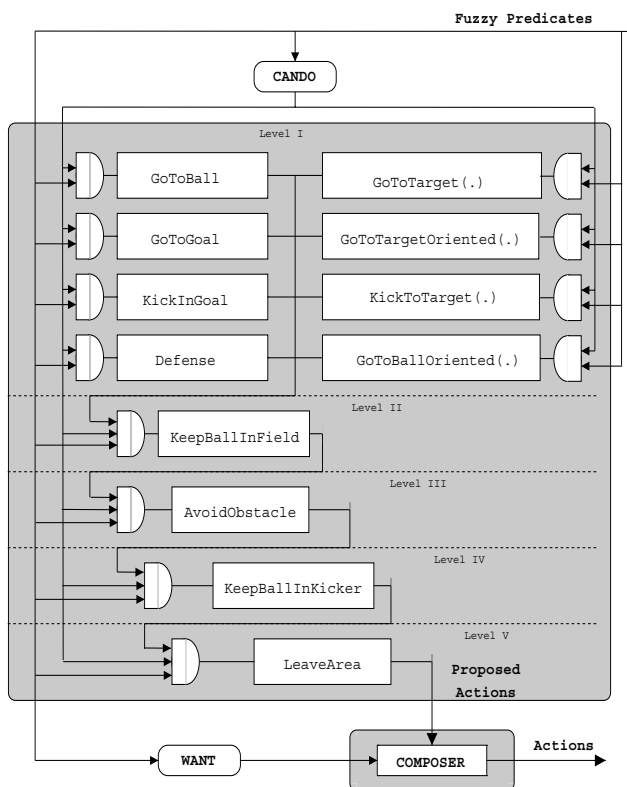 Fuzzy Predicates
CANDO
Level I
GoToBall
GoToTarget(.)
GoToGoal
GoToTargetOriented(.)
KickInGoal
KickToTarget(.)
Defense
GoToBallOriented(.)
Level II
KeepBallInField
Level III
AvoidObstacle
Level IV
KeepBallInKicker
Level V
LeaveArea
Proposed
Actions
WANT
COMPOSER
Actions